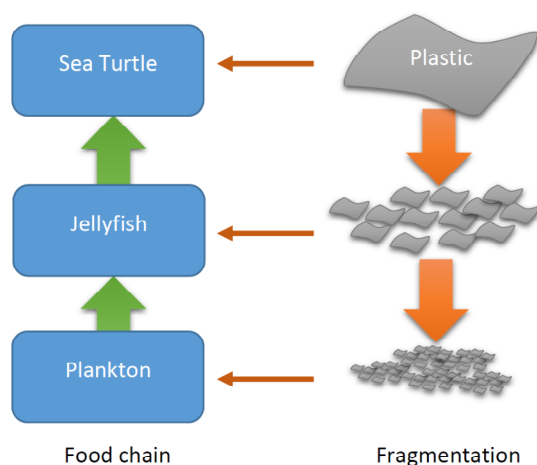 Sea Turtle
Plastic
Jellyfish
Plankton
Food chain
Fragmentation